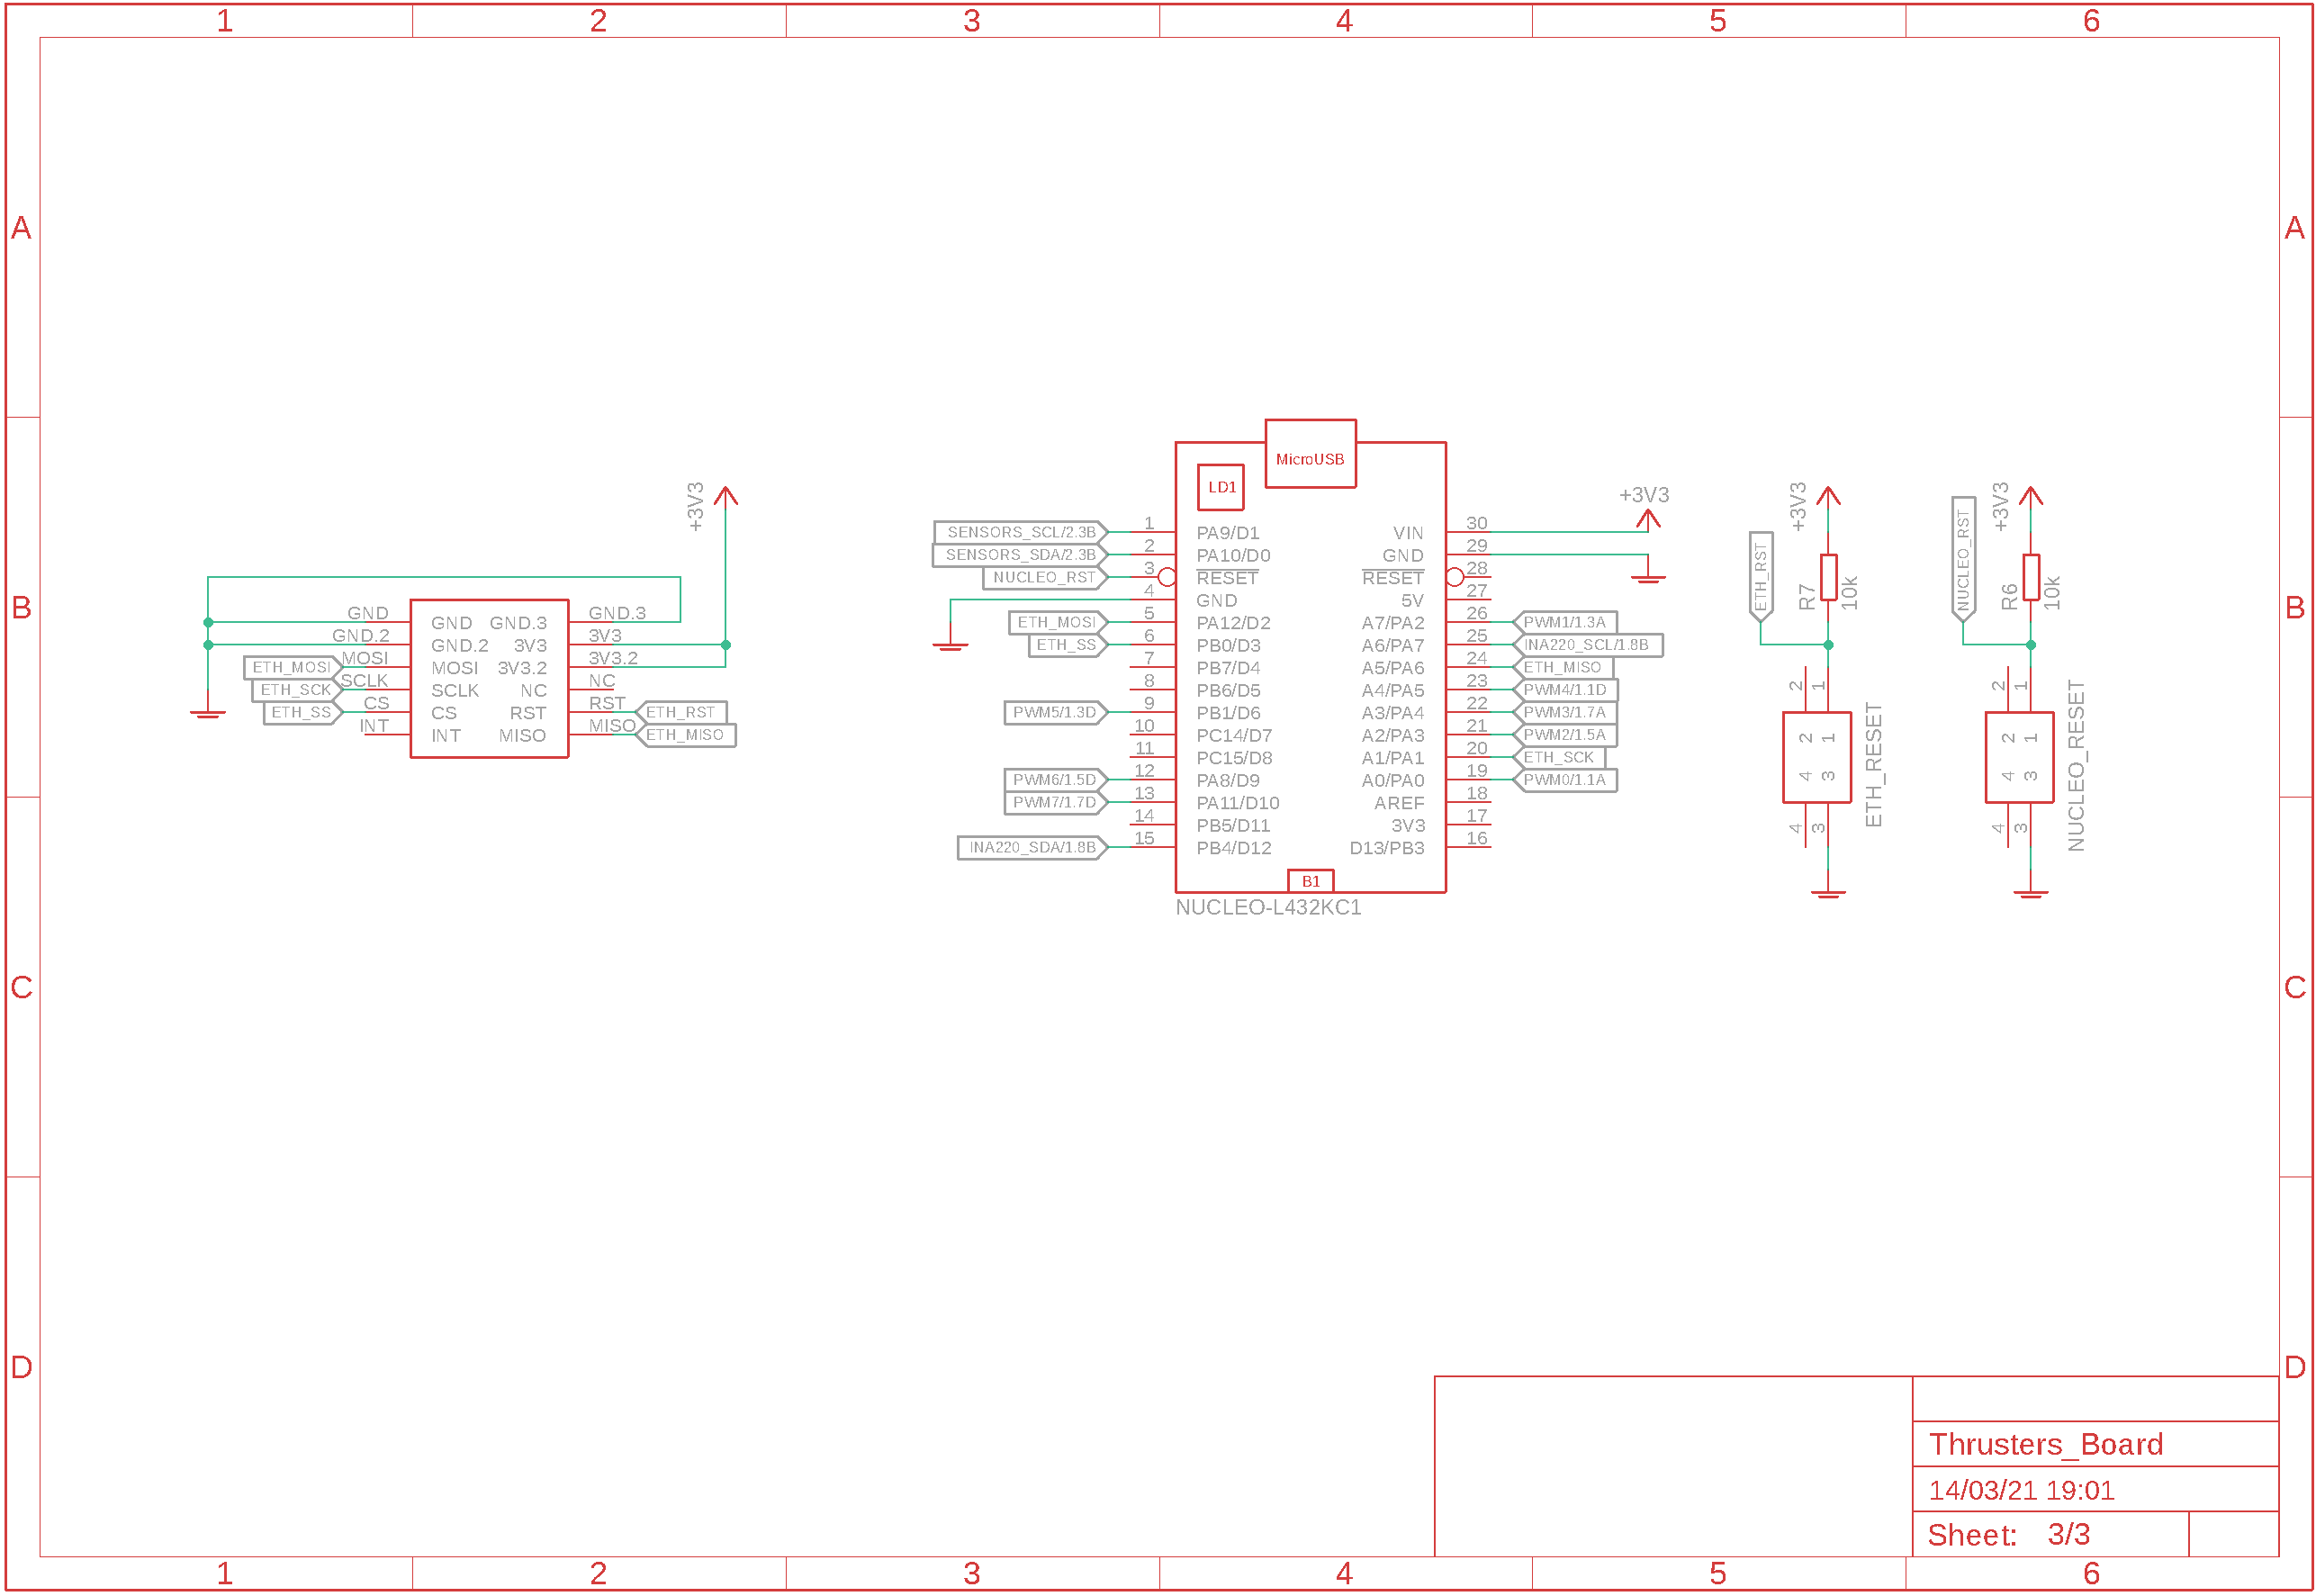 1 2 3 4 5 6
A A
B B
C C
D D
+3V3
GND GND GND.3 GND.3
GND.2 GND.2 3V3 3V3
ETH_MOSI MOSI MOSI 3V3.2 3V3.2
ETH_SCK SCLK SCLK NC NC
ETH_SS CS CS RST RST ETH_RST
INT INT MISO MISO ETH_MISO
MicroUSB
LD1
SENSORS_SCL/2.3B 1 PA9/D1 VIN 30 +3V3
SENSORS_SDA/2.3B 2 PA10/D0 GND 29
NUCLEO_RST 3 RESET RESET 28
4 GND 5V 27
ETH_MOSI 5 PA12/D2 A7/PA2 26 PWM1/1.3A
ETH_SS 6 PB0/D3 A6/PA7 25 INA220_SCL/1.8B
7 PB7/D4 A5/PA6 24 ETH_MISO
8 PB6/D5 A4/PA5 23 PWM4/1.1D
PWM5/1.3D 9 PB1/D6 A3/PA4 22 PWM3/1.7A
10 PC14/D7 A2/PA3 21 PWM2/1.5A
11 PC15/D8 A1/PA1 20 ETH_SCK
PWM6/1.5D 12 PA8/D9 A0/PA0 19 PWM0/1.1A
PWM7/1.7D 13 PA11/D10 AREF 18
14 PB5/D11 3V3 17
INA220_SDA/1.8B 15 PB4/D12 D13/PB3 16
B1
NUCLEO-L432KC1
ETH_RST
+3V3
R7
10k
2 1
2 1
4 3
4 3
ETH_RESET
NUCLEO_RST
+3V3
R6
10k
2 1
2 1
4 3
4 3
NUCLEO_RESET
Thrusters_Board
14/03/21 19:01
Sheet: 3/3
1 2 3 4 5 6